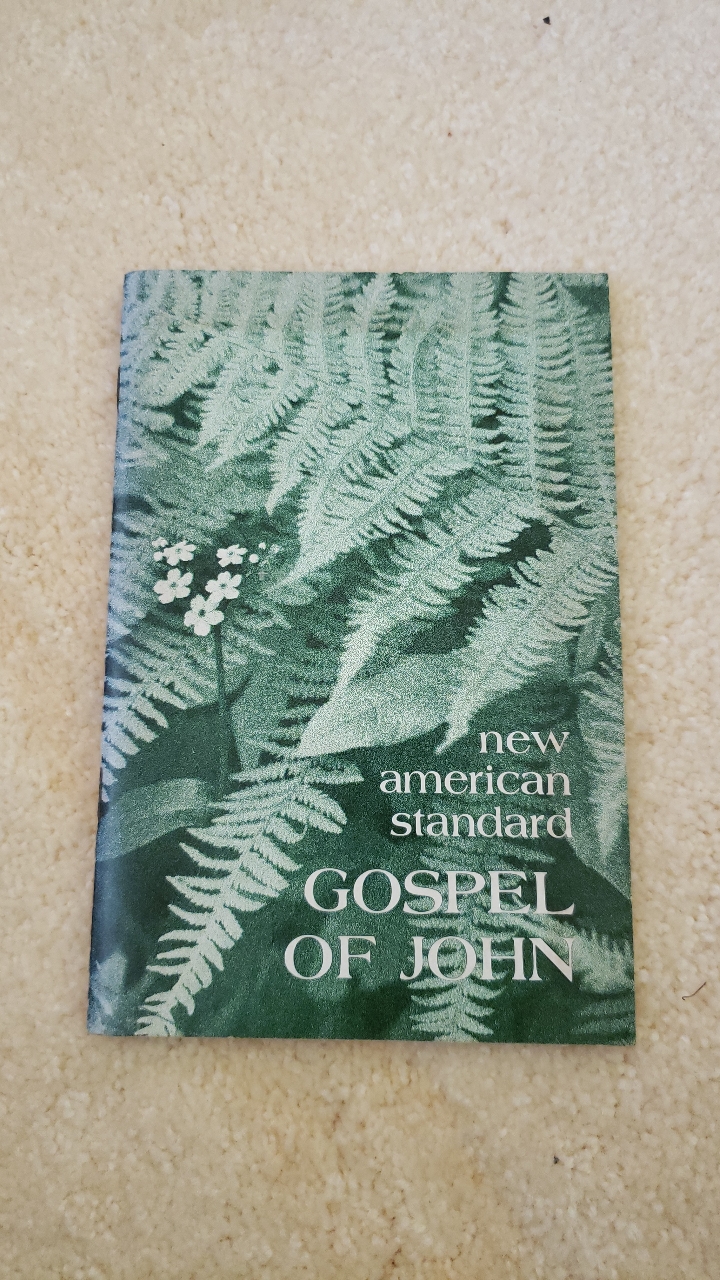 new
american
standard
GOSPEL
OF JOHN